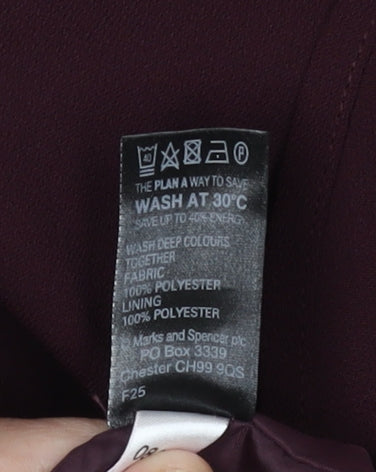 40 P
THE PLAN A WAY TO SAVE
WASH AT 30°C
SAVE UP TO 40% ENERGY
WASH DEEP COLOURS
TOGETHER
FABRIC
100% POLYESTER
LINING
100% POLYESTER
© Marks and Spencer plc
PO Box 3339
Chester CH99 9QS
F25